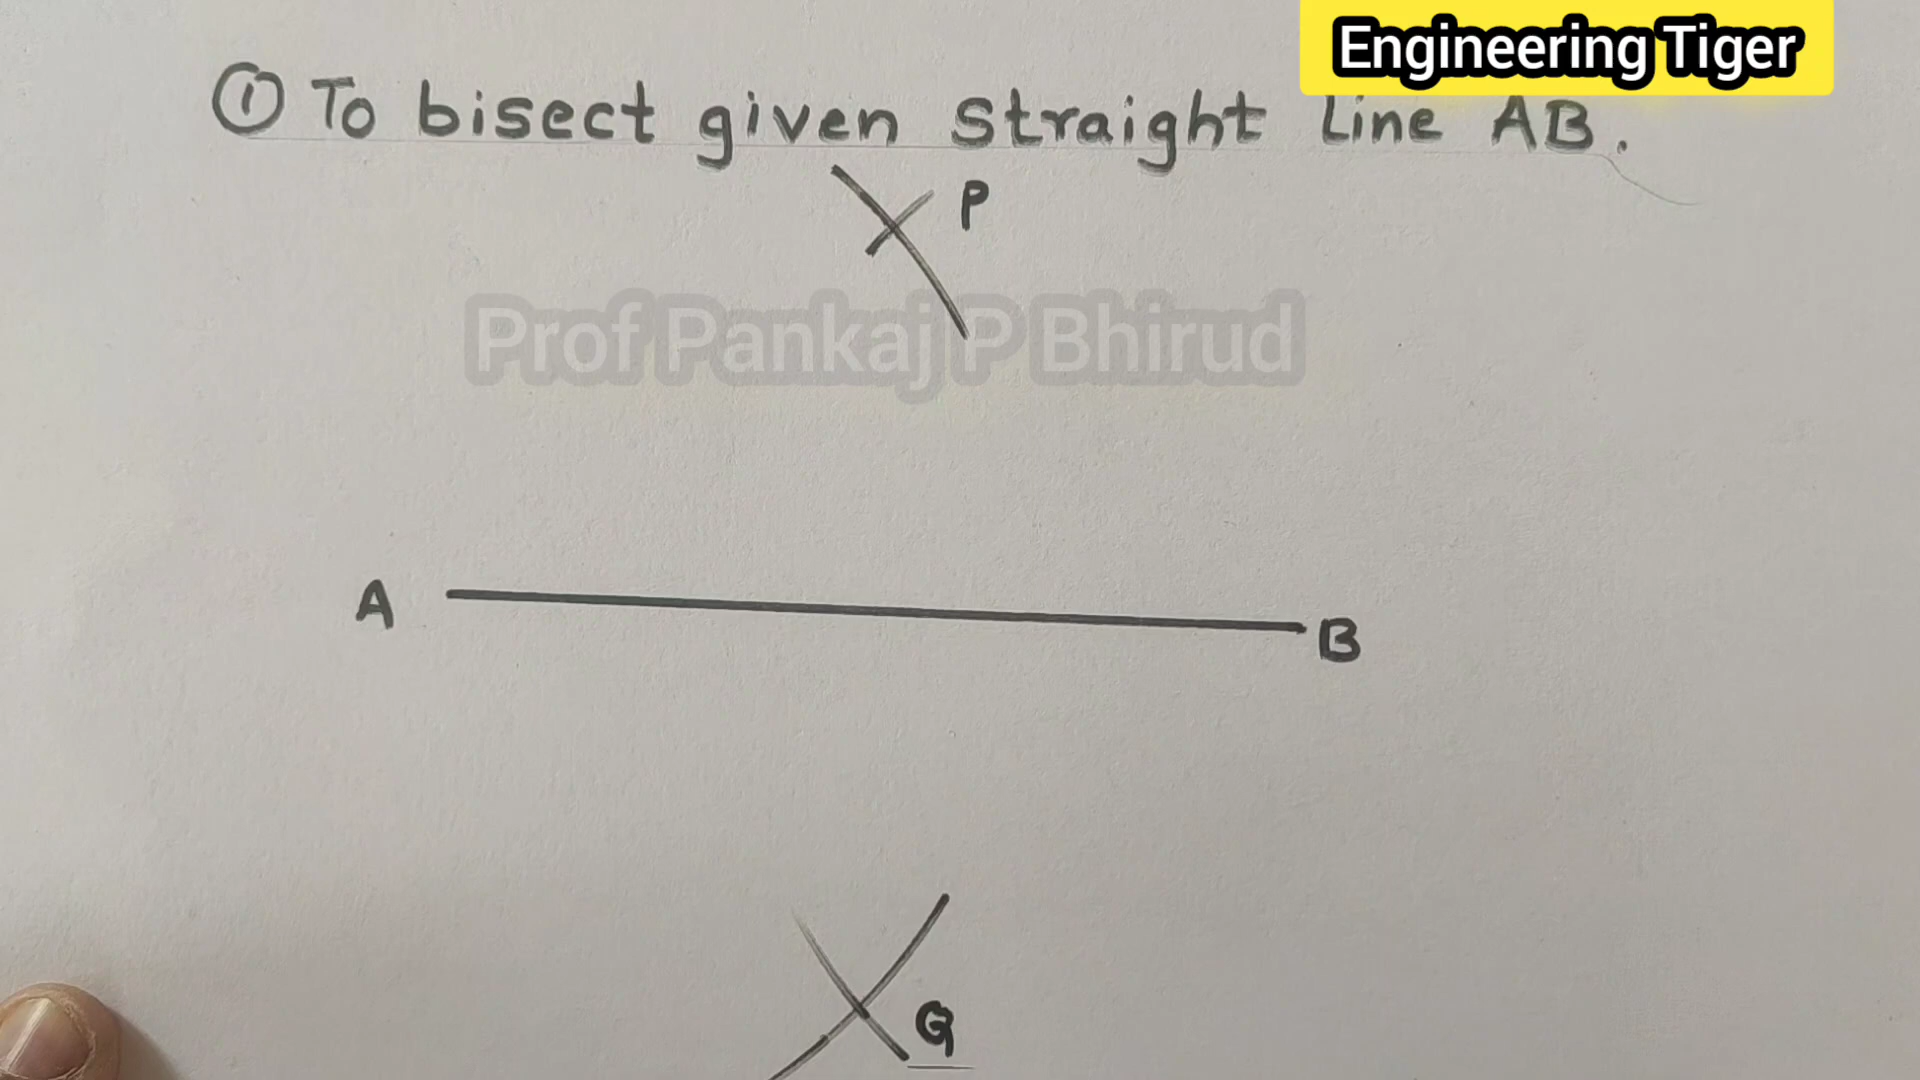 Engineering Tiger
① To bisect given straight line AB.
P
Prof Pankaj P Bhirud
A
B
Q